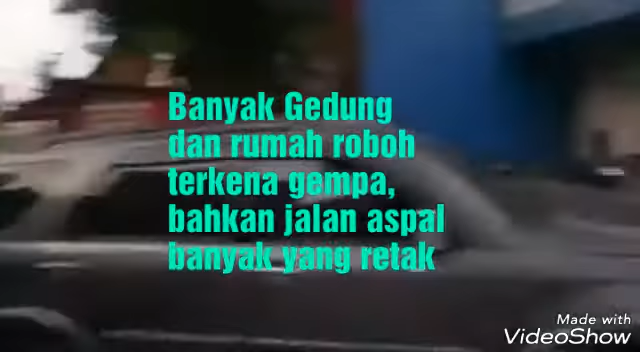 Banyak Gedung
dan rumah roboh
terkena gempa,
bahkan jalan aspal
banyak yang retak
Made with
VideoShow